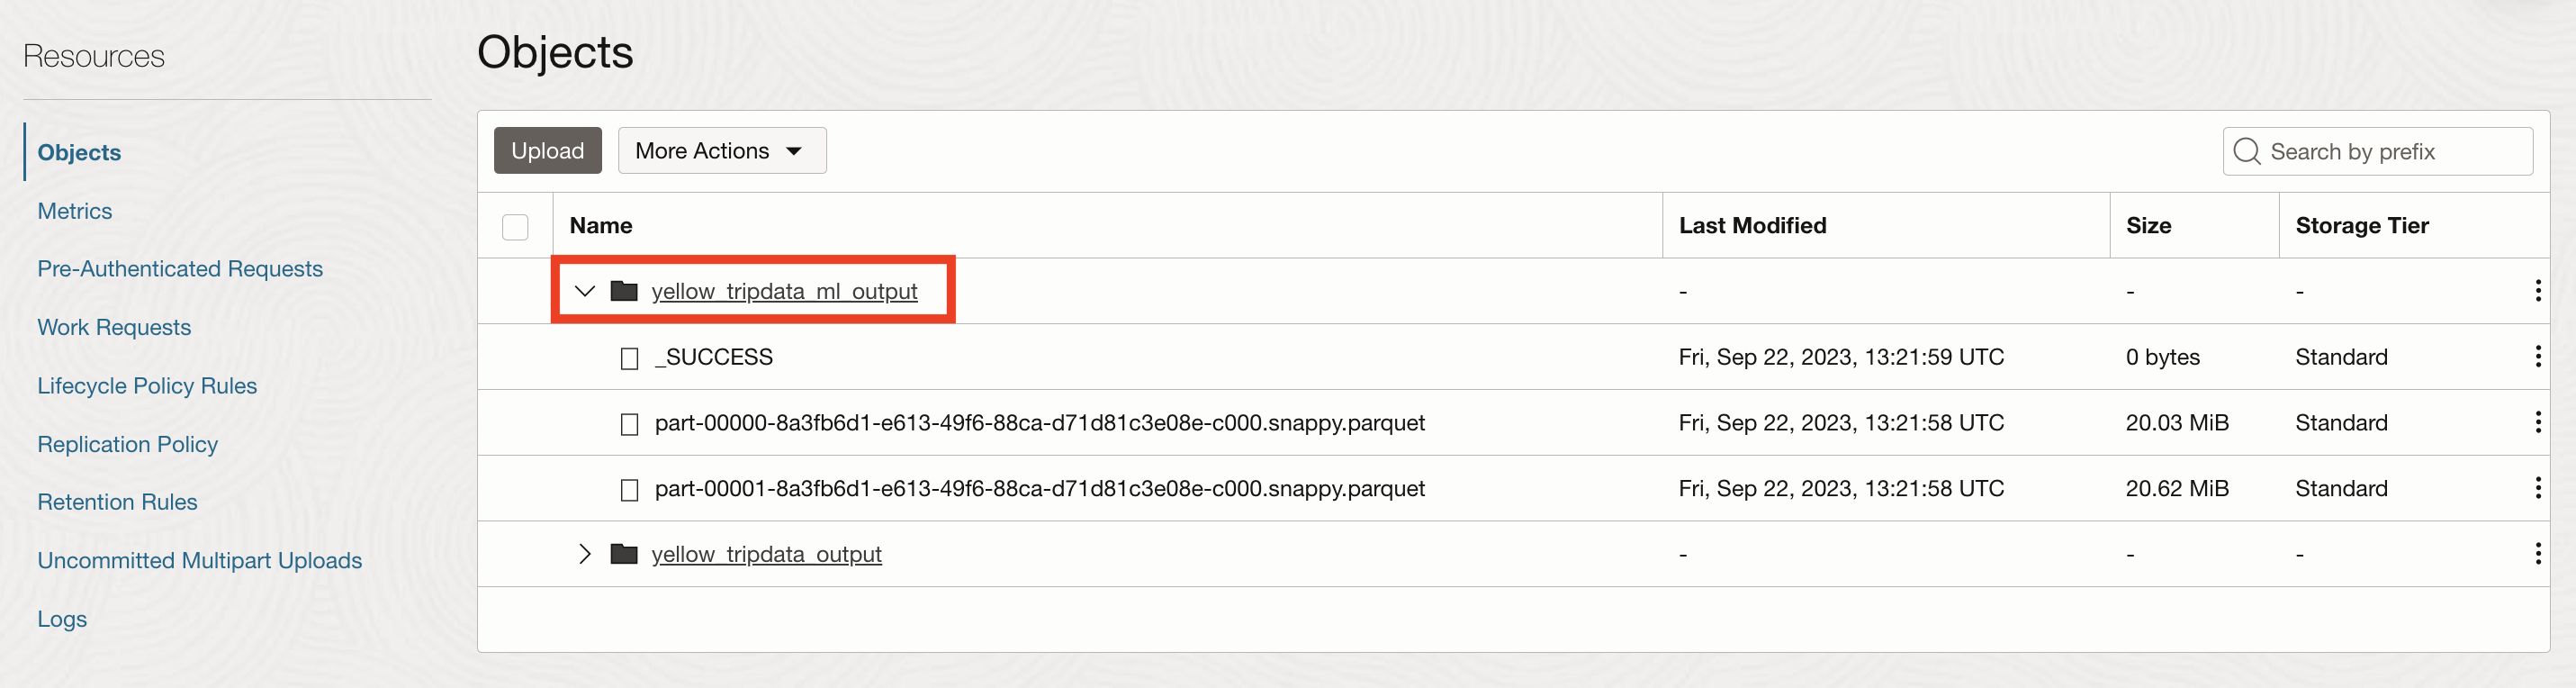 Resources
Objects
Metrics
Pre-Authenticated Requests
Work Requests
Lifecycle Policy Rules
Replication Policy
Retention Rules
Uncommitted Multipart Uploads
Logs
Objects
Upload More Actions Search by prefix
Name Last Modified Size Storage Tier
yellow_tripdata_ml_output - - -
_SUCCESS Fri, Sep 22, 2023, 13:21:59 UTC 0 bytes Standard
part-00000-8a3fb6d1-e613-49f6-88ca-d71d81c3e08e-c000.snappy.parquet Fri, Sep 22, 2023, 13:21:58 UTC 20.03 MiB Standard
part-00001-8a3fb6d1-e613-49f6-88ca-d71d81c3e08e-c000.snappy.parquet Fri, Sep 22, 2023, 13:21:58 UTC 20.62 MiB Standard
yellow_tripdata_output - - -